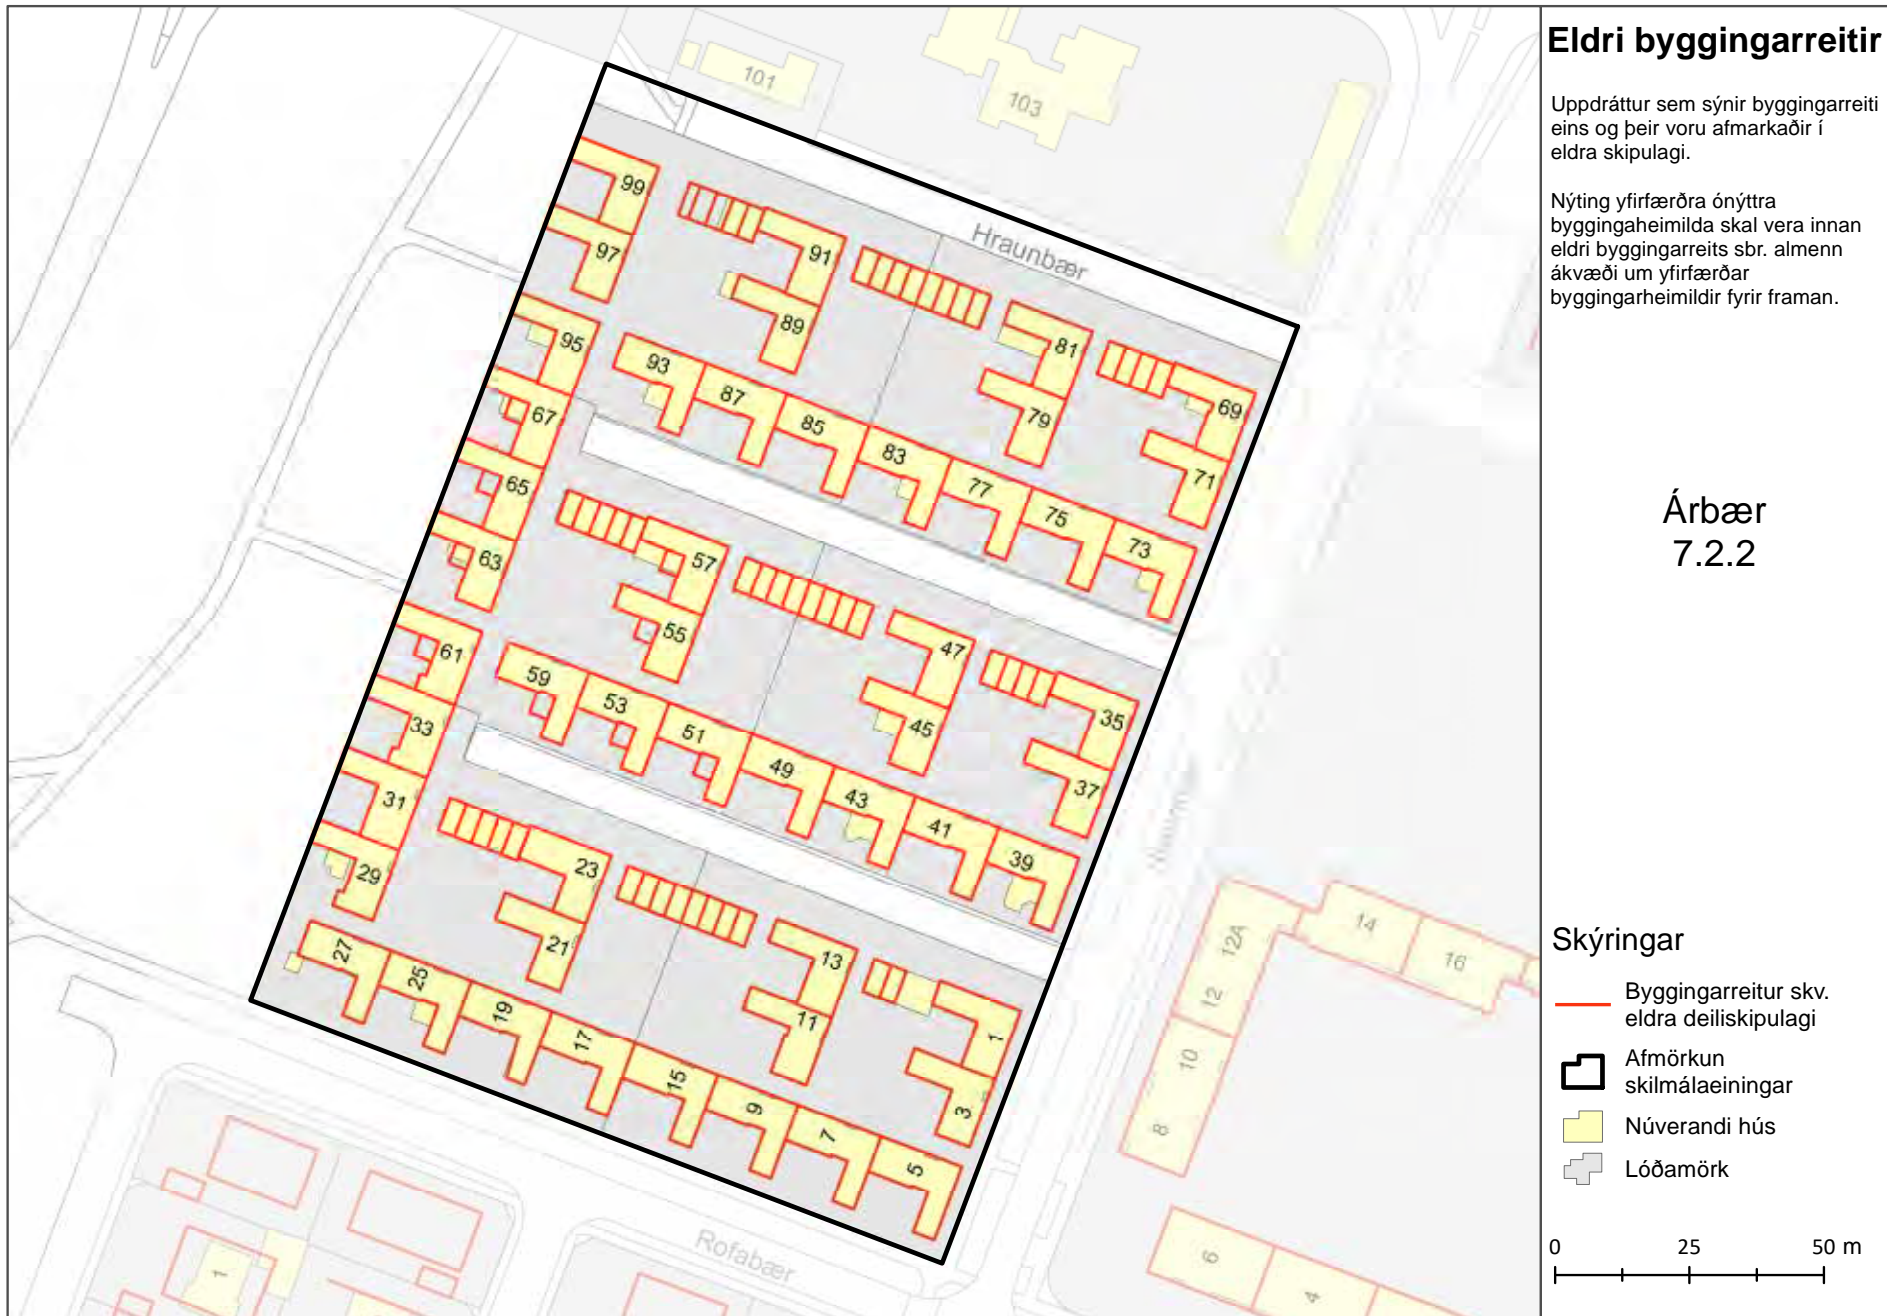 Eldri byggingarreitir
Uppdráttur sem sýnir byggingarreiti
eins og þeir voru afmarkaðir í
eldra skipulagi.
Nýting yfirfærðra ónýttra
byggingaheimilda skal vera innan
eldri byggingarreits sbr. almenn
ákvæði um yfirfærðar
byggingarheimildir fyrir framan.
Árbær
7.2.2
Skýringar
Byggingarreitur skv.
eldra deiliskipulagi
Afmörkun
skilmálaeiningar
Núverandi hús
Lóðamörk
0 25 50 m
101
103
Hraunbær
99
97
91
89
95
93
87
85
83
81
79
77
75
73
69
71
67
65
63
57
55
61
59
53
51
49
47
45
43
41
39
35
37
33
31
29
23
21
27
25
19
17
15
13
11
9
7
5
1
3
12A
12
14
16
10
8
6
4
Rofabær
1